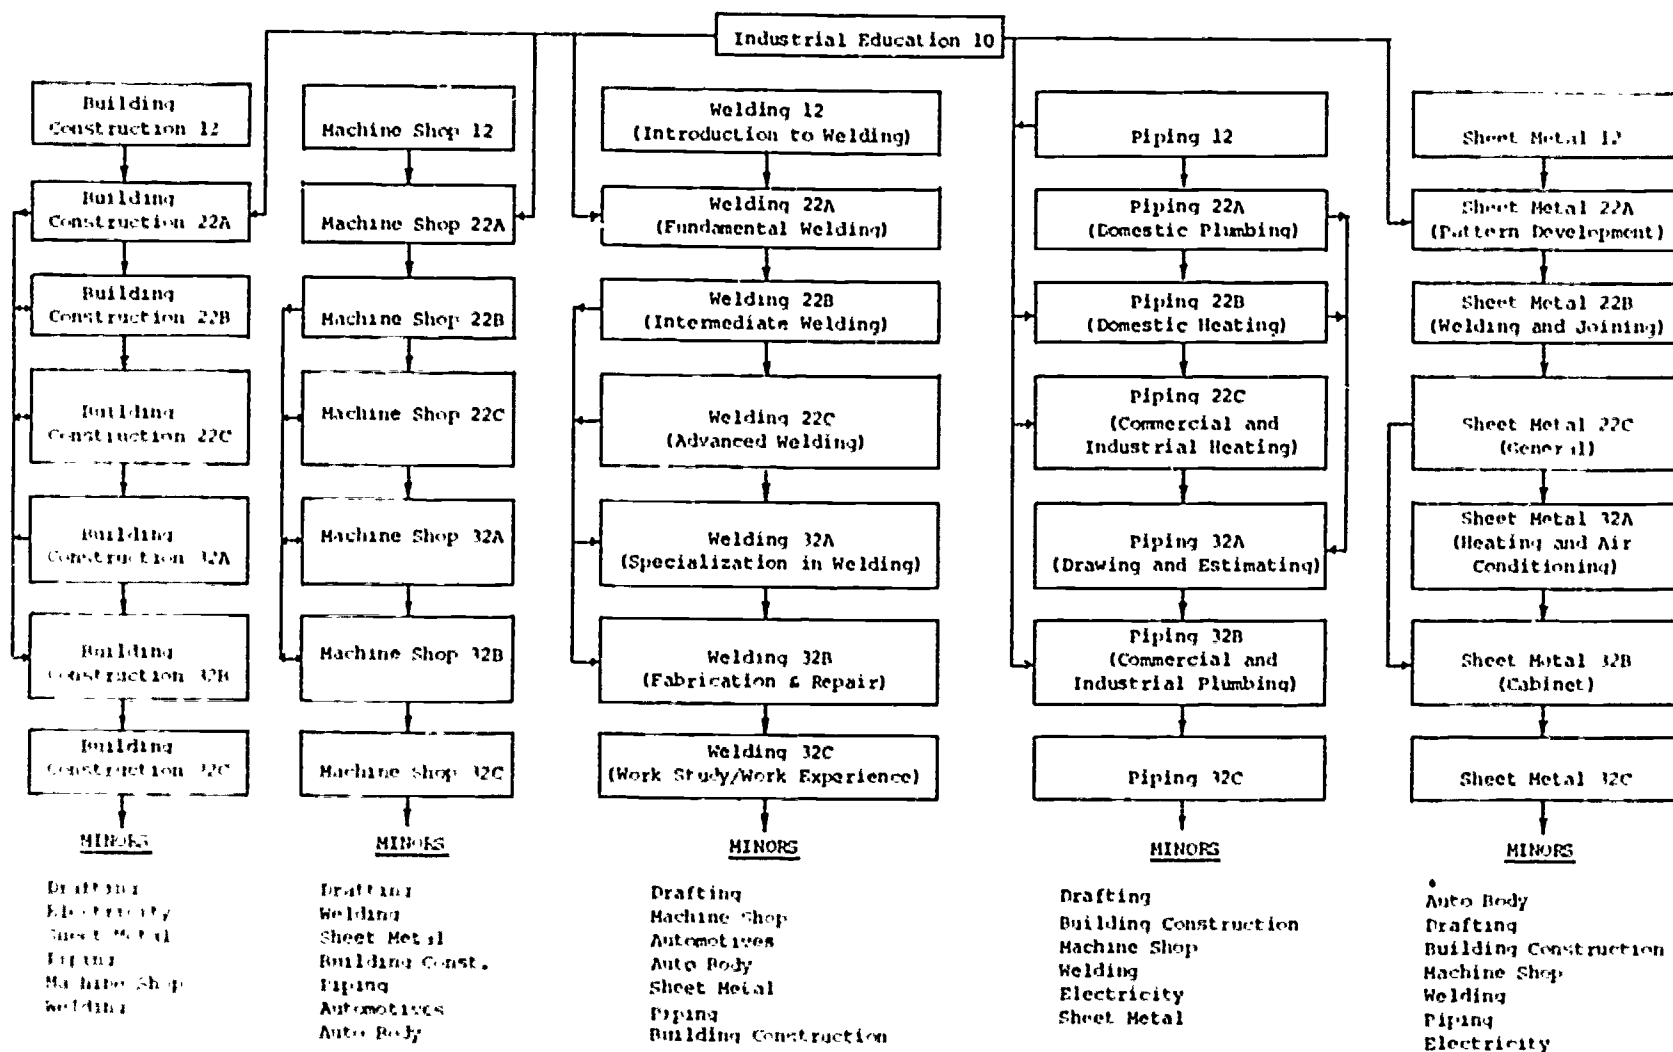 Industrial Education 10
Building
Construction 12
Building
Construction 22A
Building
Construction 22B
Building
Construction 22C
Building
Construction 32A
Building
Construction 32B
Building
Construction 32C
MINORS
Drafting
Electricity
Sheet Metal
Piping
Machine Shop
Welding
Machine Shop 12
Machine Shop 22A
Machine Shop 22B
Machine Shop 22C
Machine Shop 32A
Machine Shop 32B
Machine Shop 32C
MINORS
Drafting
Welding
Sheet Metal
Building Const.
Piping
Automotives
Auto Body
Welding 12
(Introduction to Welding)
Welding 22A
(Fundamental Welding)
Welding 22B
(Intermediate Welding)
Welding 22C
(Advanced Welding)
Welding 32A
(Specialization in Welding)
Welding 32B
(Fabrication & Repair)
Welding 32C
(Work Study/Work Experience)
MINORS
Drafting
Machine Shop
Automotives
Auto Body
Sheet Metal
Piping
Building Construction
Piping 12
Piping 22A
(Domestic Plumbing)
Piping 22B
(Domestic Heating)
Piping 22C
(Commercial and
Industrial Heating)
Piping 32A
(Drawing and Estimating)
Piping 32B
(Commercial and
Industrial Plumbing)
Piping 32C
MINORS
Drafting
Building Construction
Machine Shop
Welding
Electricity
Sheet Metal
Sheet Metal 12
Sheet Metal 22A
(Pattern Development)
Sheet Metal 22B
(Welding and Joining)
Sheet Metal 22C
(General)
Sheet Metal 32A
(Heating and Air
Conditioning)
Sheet Metal 32B
(Cabinet)
Sheet Metal 32C
MINORS
Auto Body
Drafting
Building Construction
Machine Shop
Welding
Piping
Electricity